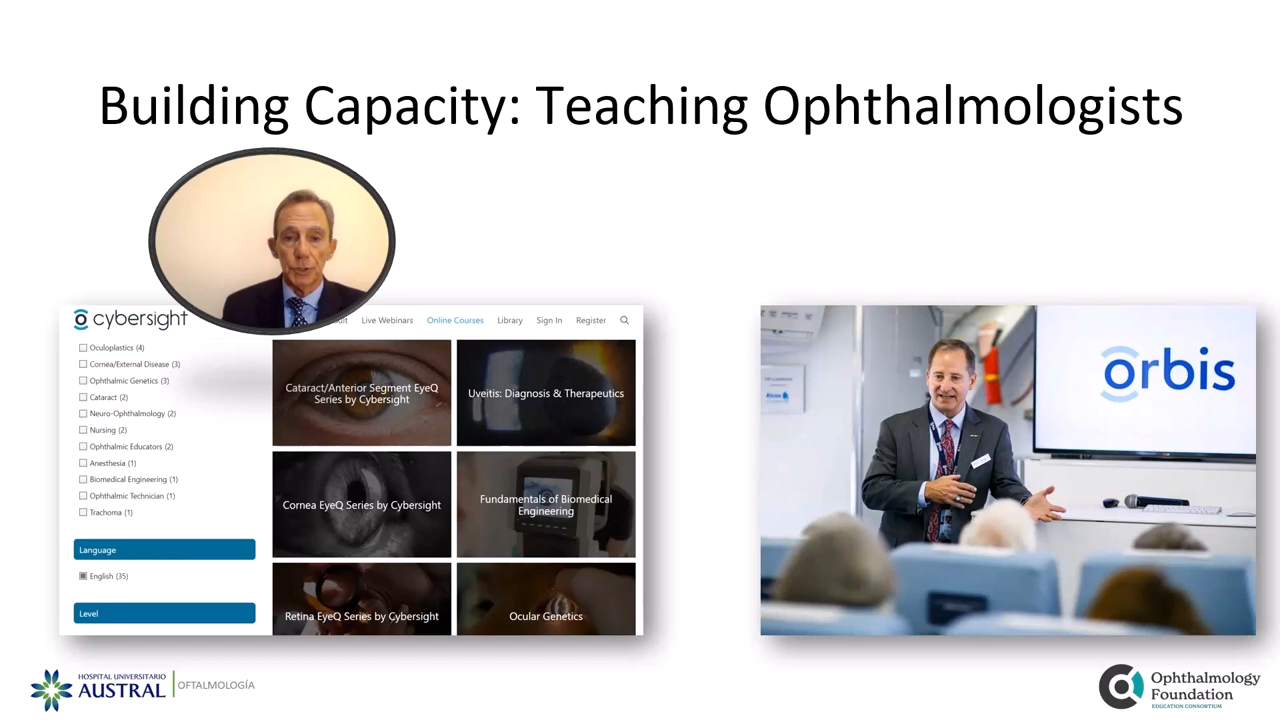 Building Capacity: Teaching Ophthalmologists
cybersight
Live Webinars
Online Courses
Library
Sign In
Register
Oculoplastics (4)
Cornea/External Disease (3)
Ophthalmic Genetics (3)
Cataract (2)
Neuro-Ophthalmology (2)
Nursing (2)
Ophthalmic Educators (2)
Anesthesia (1)
Biomedical Engineering (1)
Ophthalmic Technician (1)
Trachoma (1)
Language
English (35)
Level
Cataract/Anterior Segment EyeQ
Series by Cybersight
Uveitis: Diagnosis & Therapeutics
Cornea EyeQ Series by Cybersight
Fundamentals of Biomedical
Engineering
Retina EyeQ Series by Cybersight
Ocular Genetics
orbis
Alcon
HOSPITAL UNIVERSITARIO
AUSTRAL
OFTALMOLOGÍA
Ophthalmology
Foundation
EDUCATION CONSORTIUM